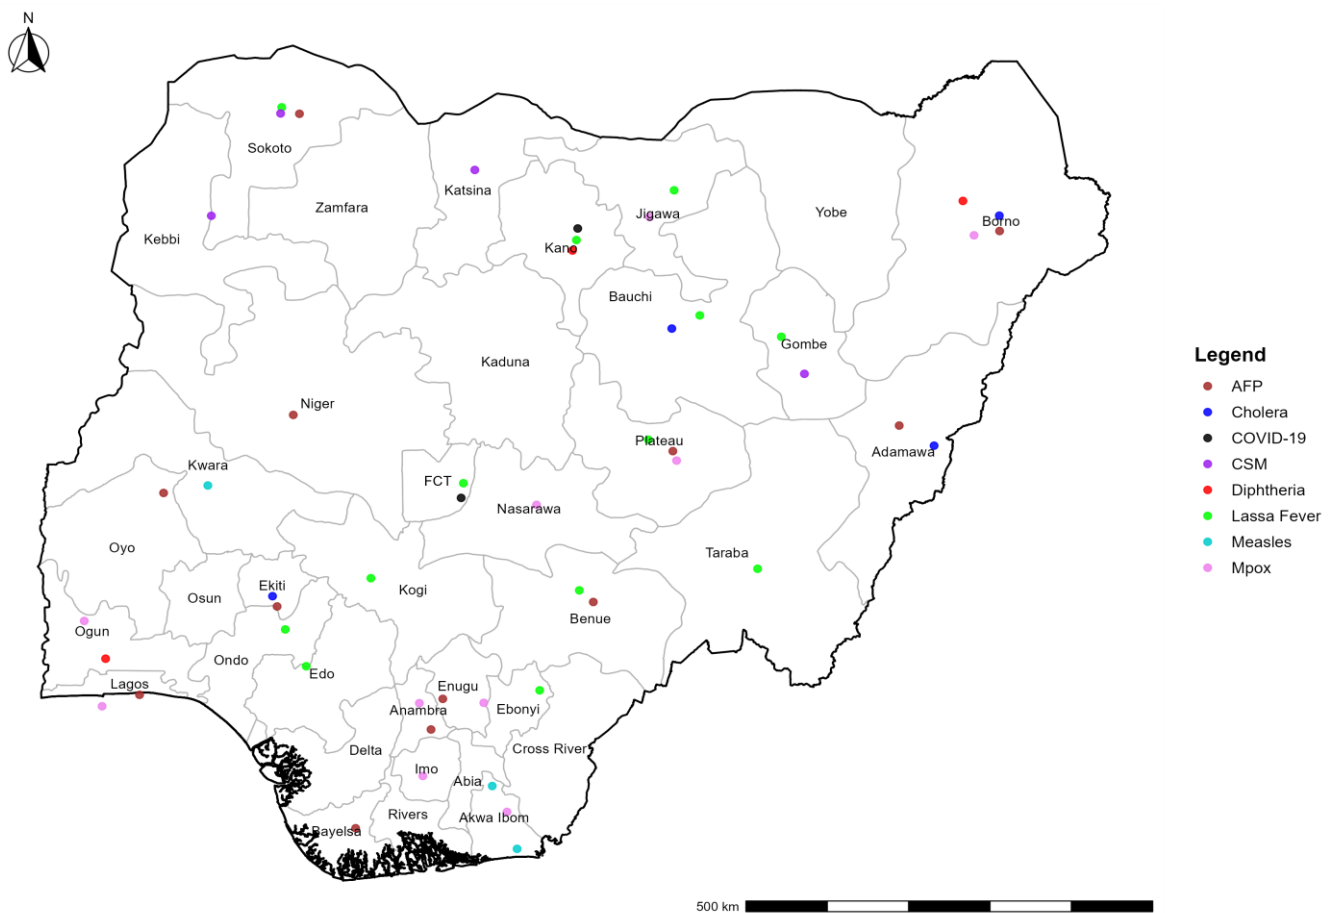 N
Sokoto
Katsina
Zamfara
Jigawa
Yobe
Borno
Kebbi
Kano
Bauchi
Gombe
Kaduna
Niger
Plateau
Adamawa
Kwara
FCT
Nasarawa
Oyo
Taraba
Ekiti
Kogi
Osun
Benue
Ogun
Ondo
Edo
Lagos
Enugu
Anambra
Ebonyi
Delta
Cross River
Imo
Abia
Rivers
Akwa Ibom
Bayelsa
Legend
AFP
Cholera
COVID-19
CSM
Diphtheria
Lassa Fever
Measles
Mpox
500 km